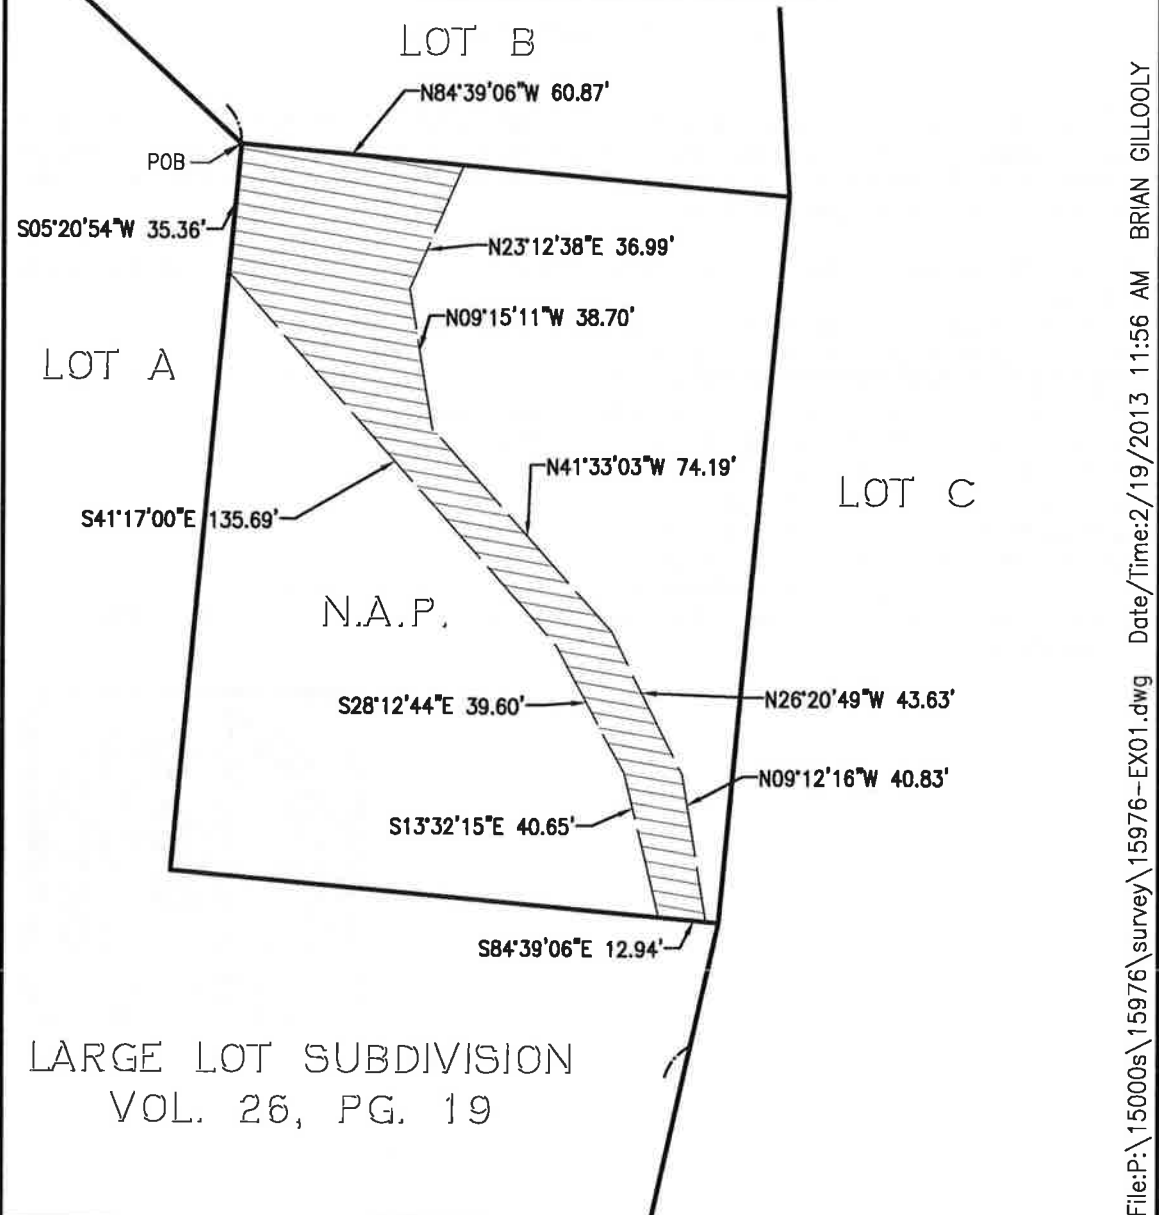 LOT B
N84°39'06"W 60.87'
POB
S05°20'54"W 35.36'
N23°12'38"E 36.99'
N09°15'11"W 38.70'
LOT A
N41°33'03"W 74.19'
LOT C
S41°17'00"E 135.69'
N.A.P.
S28°12'44"E 39.60'
N26°20'49"W 43.63'
N09°12'16"W 40.83'
S13°32'15"E 40.65'
S84°39'06"E 12.94'
LARGE LOT SUBDIVISION
VOL. 26, PG. 19
File:P:\15000s\15976\survey\15976-EX01.dwg Date/Time:2/19/2013 11:56 AM BRIAN GILLOOLY